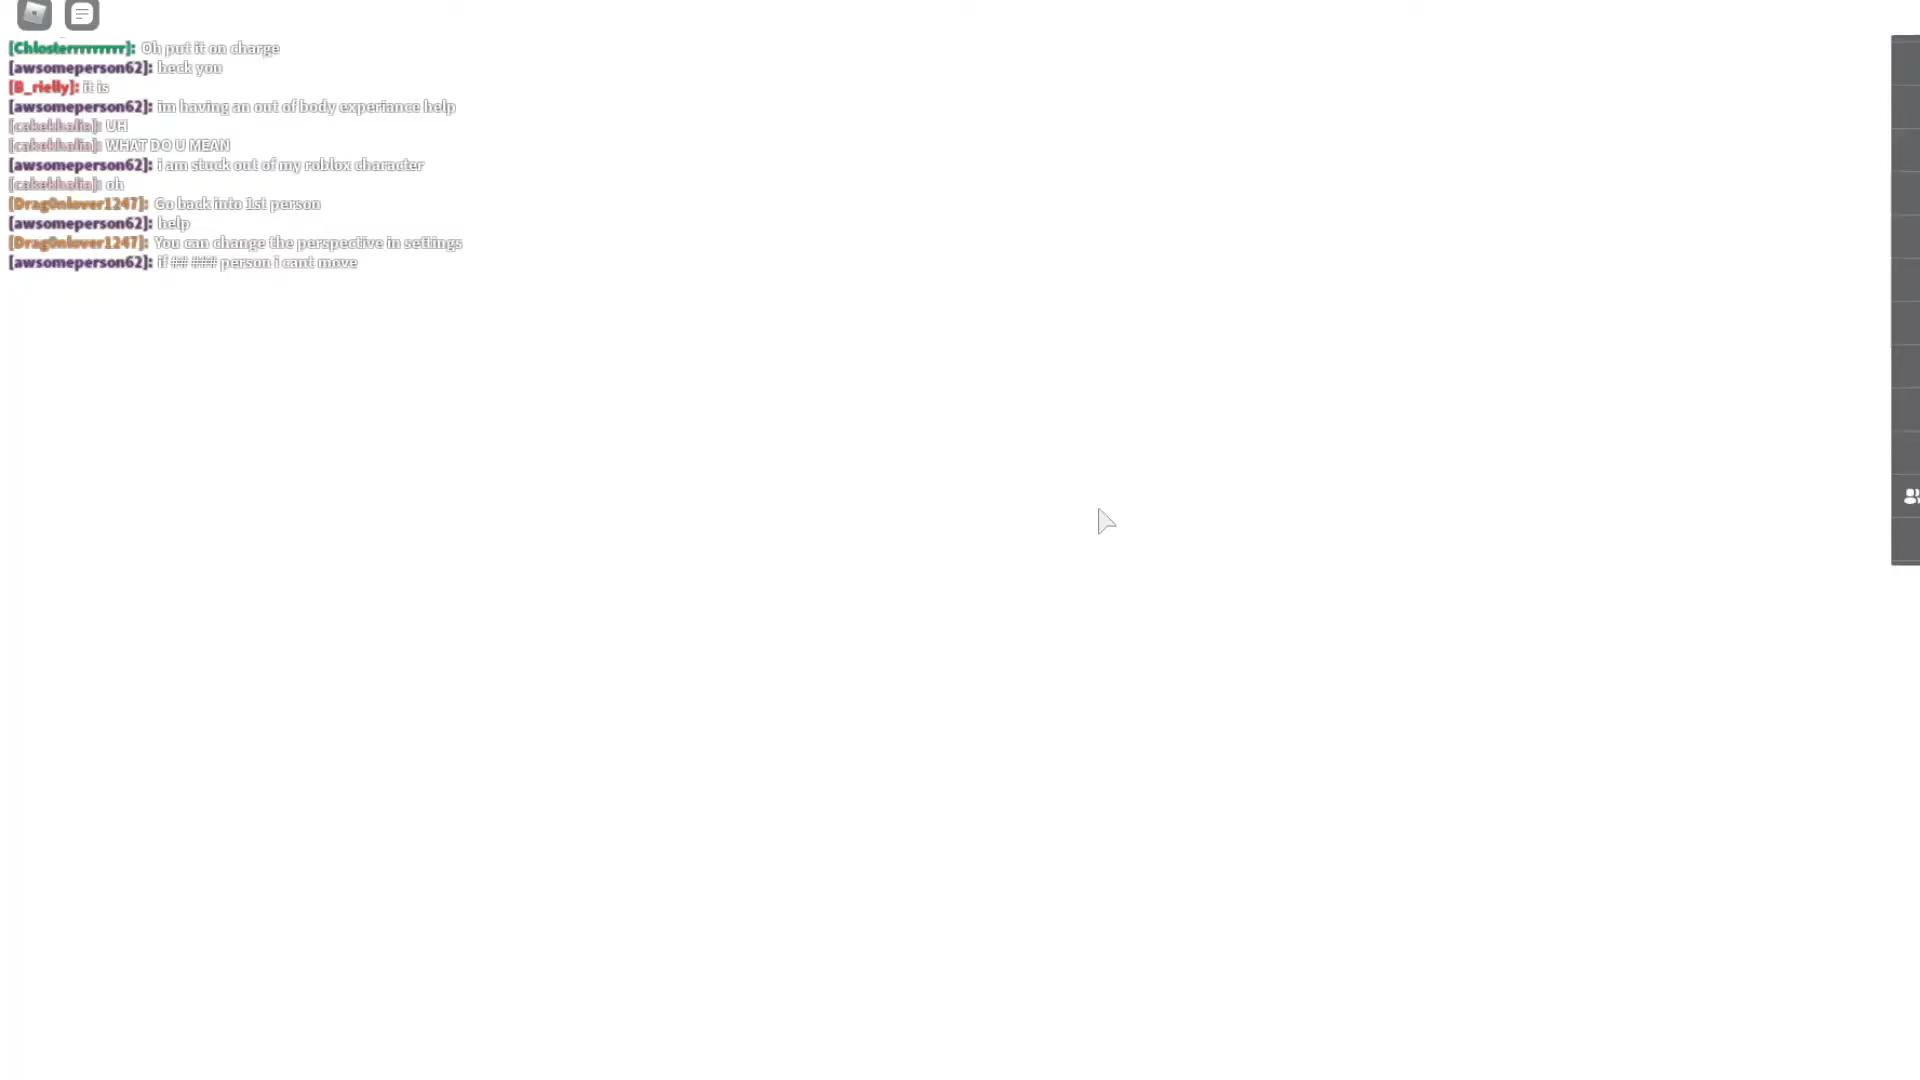 [Chlosterrrrrrrrr]: Oh put it on charge
[awsomeperson62]: heck you
[B_rielly]: it is
[awsomeperson62]: im having an out of body experiance help
[cakekhalia]: UH
[cakekhalia]: WHAT DO U MEAN
[awsomeperson62]: i am stuck out of my roblox character
[cakekhalia]: oh
[Drag0nlover1247]: Go back into 1st person
[awsomeperson62]: help
[Drag0nlover1247]: You can change the perspective in settings
[awsomeperson62]: if ## ### person i cant move